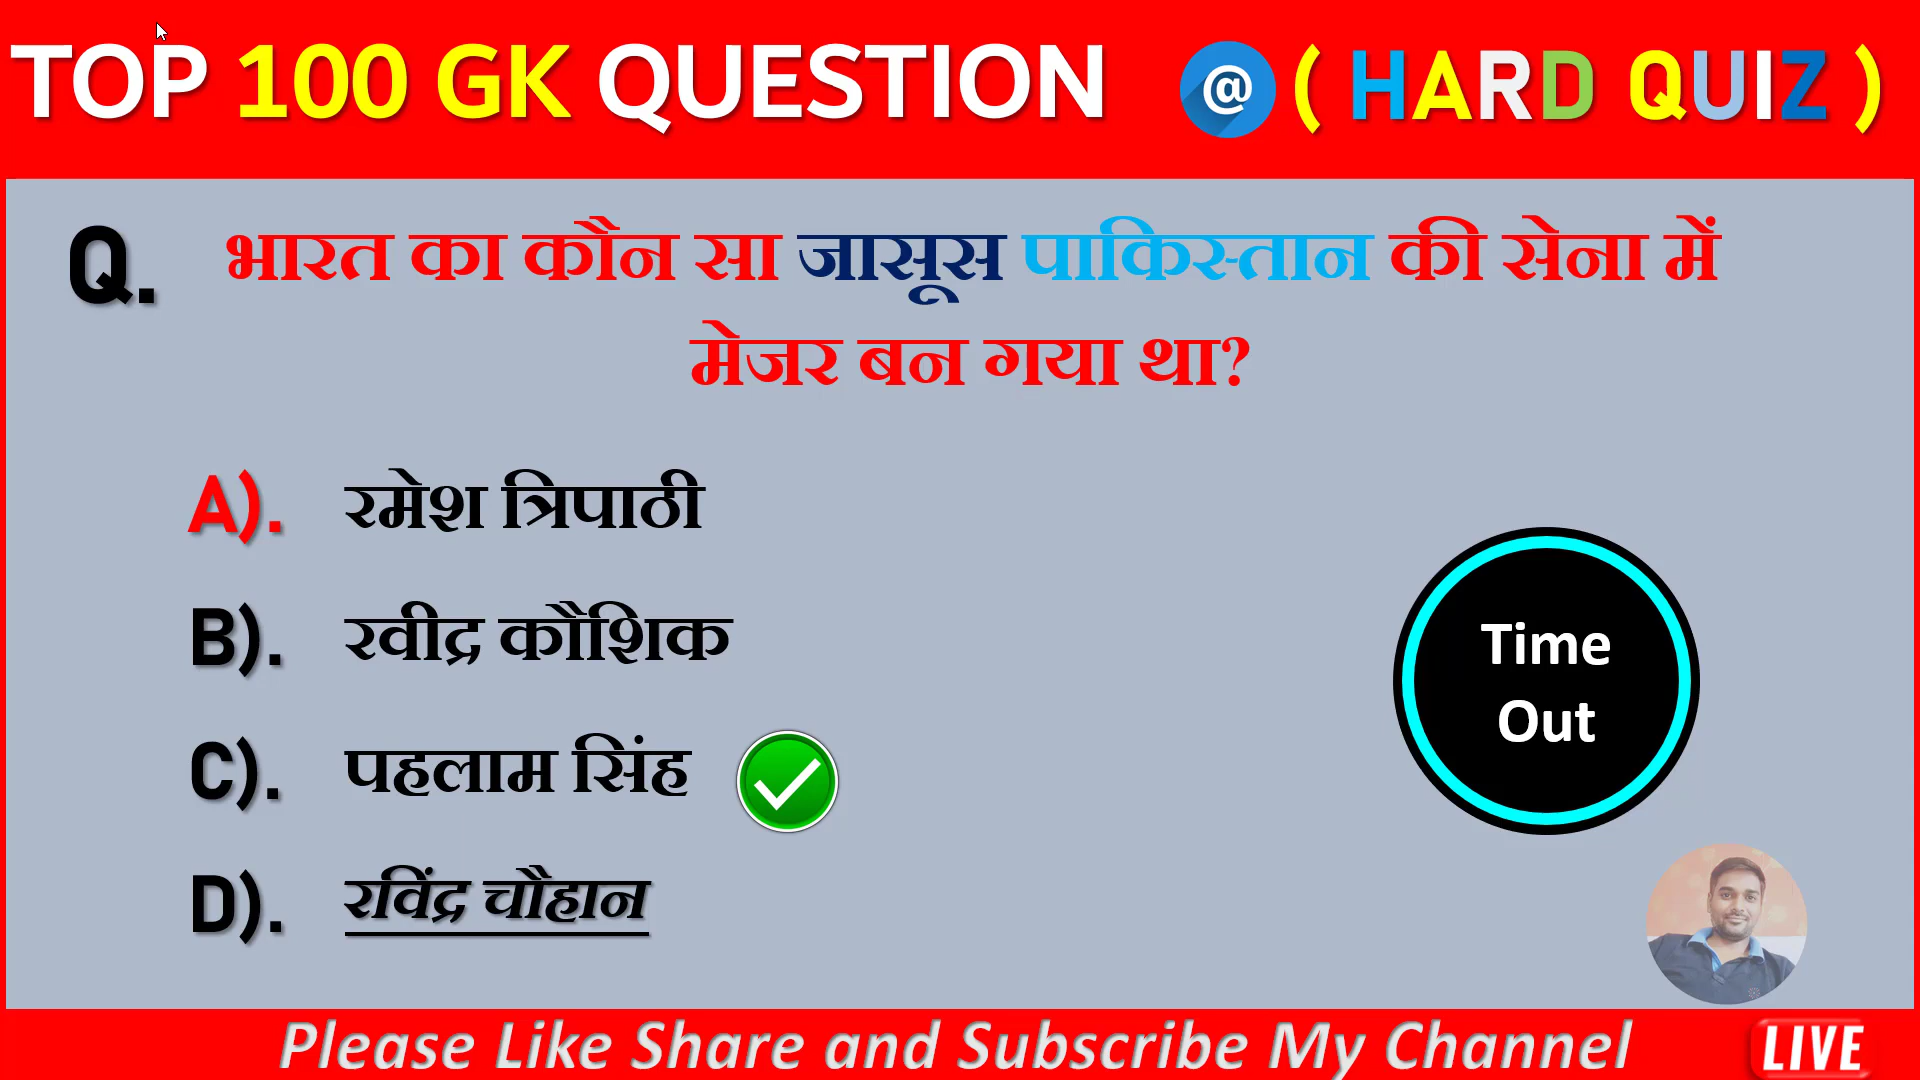 TOP 100 GK QUESTION @ ( HARD QUIZ )
Q. भारत का कौन सा जासूस पाकिस्तान की सेना में
मेजर बन गया था?
A). रमेश त्रिपाठी
B). रवीद्र कौशिक
C). पहलाम सिंह
D). रविंद्र चौहान
Time
Out
Please Like Share and Subscribe My Channel
LIVE